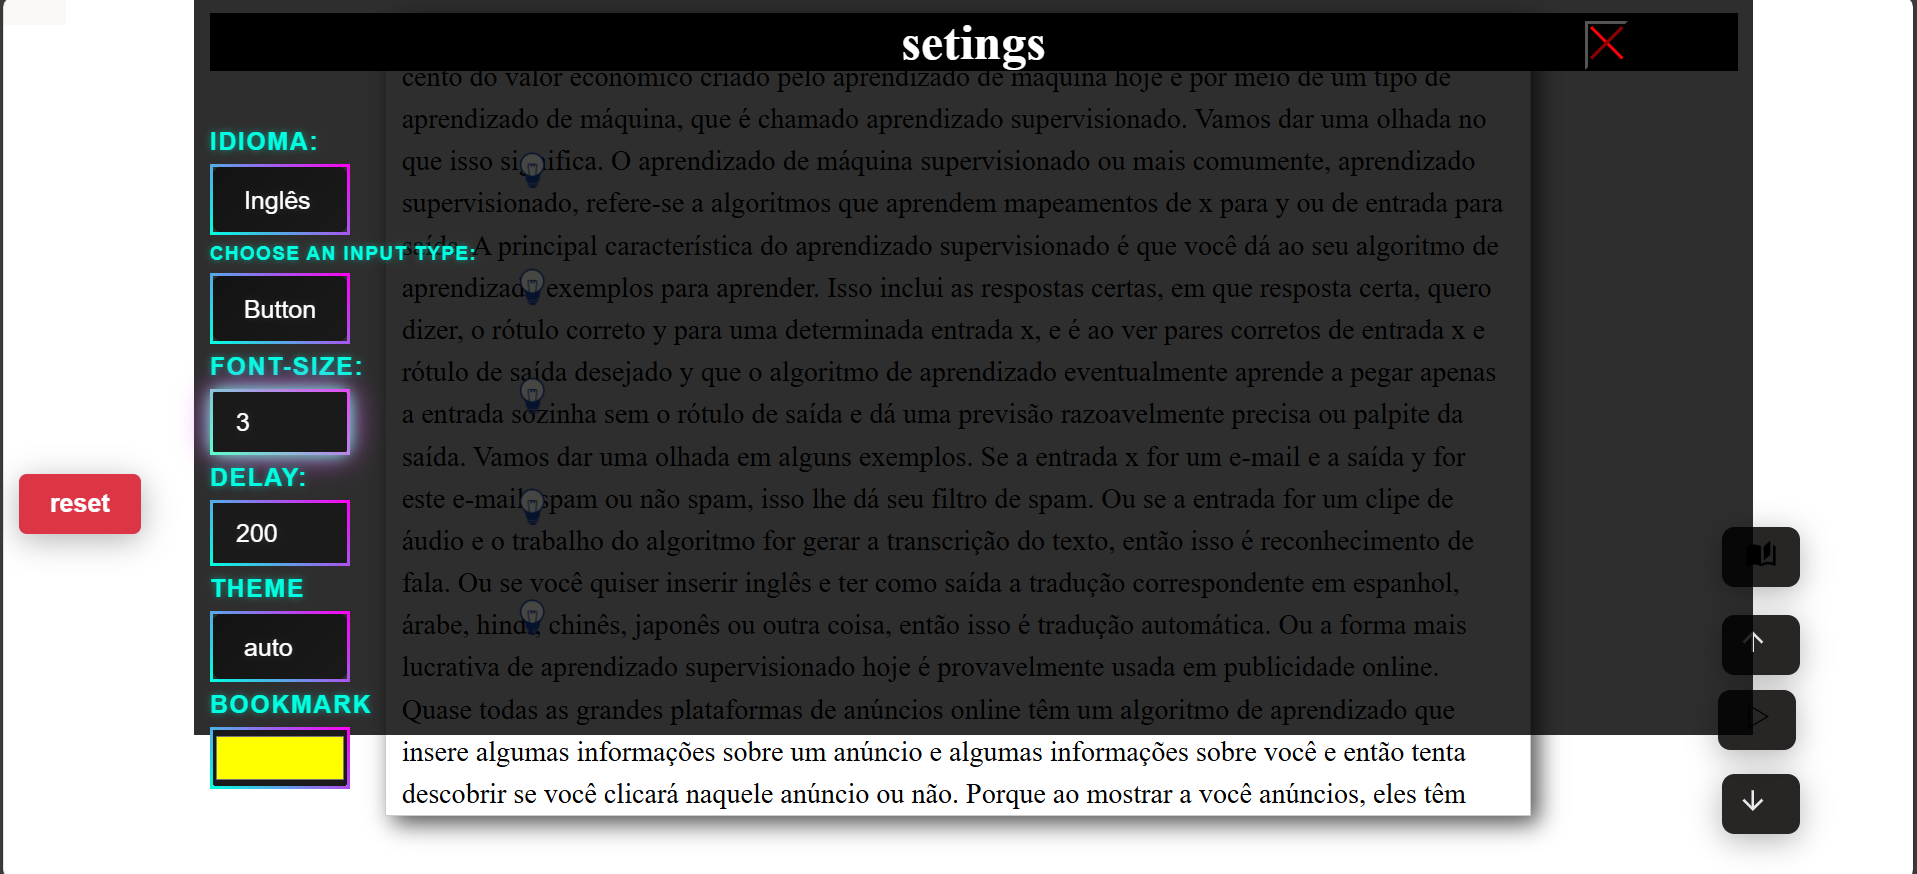 setings
IDIOMA:
Inglês
CHOOSE AN INPUT TYPE:
Button
FONT-SIZE:
3
DELAY:
200
THEME
auto
BOOKMARK
reset
cento do valor econômico criado pelo aprendizado de máquina hoje é por meio de um tipo de
aprendizado de máquina, que é chamado aprendizado supervisionado. Vamos dar uma olhada no
que isso significa. O aprendizado de máquina supervisionado ou mais comumente, aprendizado
supervisionado, refere-se a algoritmos que aprendem mapeamentos de x para y ou de entrada para
saída. A principal característica do aprendizado supervisionado é que você dá ao seu algoritmo de
aprendizado exemplos para aprender. Isso inclui as respostas certas, em que resposta certa, quero
dizer, o rótulo correto y para uma determinada entrada x, e é ao ver pares corretos de entrada x e
rótulo de saída desejado y que o algoritmo de aprendizado eventualmente aprende a pegar apenas
a entrada sozinha sem o rótulo de saída e dá uma previsão razoavelmente precisa ou palpite da
saída. Vamos dar uma olhada em alguns exemplos. Se a entrada x for um e-mail e a saída y for
este e-mail, spam ou não spam, isso lhe dá seu filtro de spam. Ou se a entrada for um clipe de
áudio e o trabalho do algoritmo for gerar a transcrição do texto, então isso é reconhecimento de
fala. Ou se você quiser inserir inglês e ter como saída a tradução correspondente em espanhol,
árabe, hindi, chinês, japonês ou outra coisa, então isso é tradução automática. Ou a forma mais
lucrativa de aprendizado supervisionado hoje é provavelmente usada em publicidade online.
Quase todas as grandes plataformas de anúncios online têm um algoritmo de aprendizado que
insere algumas informações sobre um anúncio e algumas informações sobre você e então tenta
descobrir se você clicará naquele anúncio ou não. Porque ao mostrar a você anúncios, eles têm